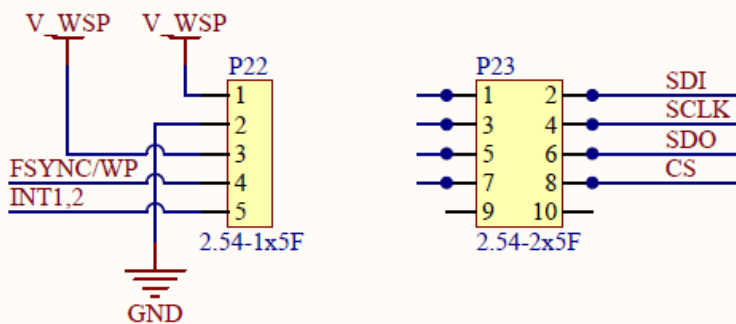 V_WSP V_WSP
P22 P23
1 1 2 SDI
2 3 4 SCLK
3 5 6 SDO
FSYNC/WP 4 7 8 CS
INT1,2 5 9 10
2.54-1x5F 2.54-2x5F
GND